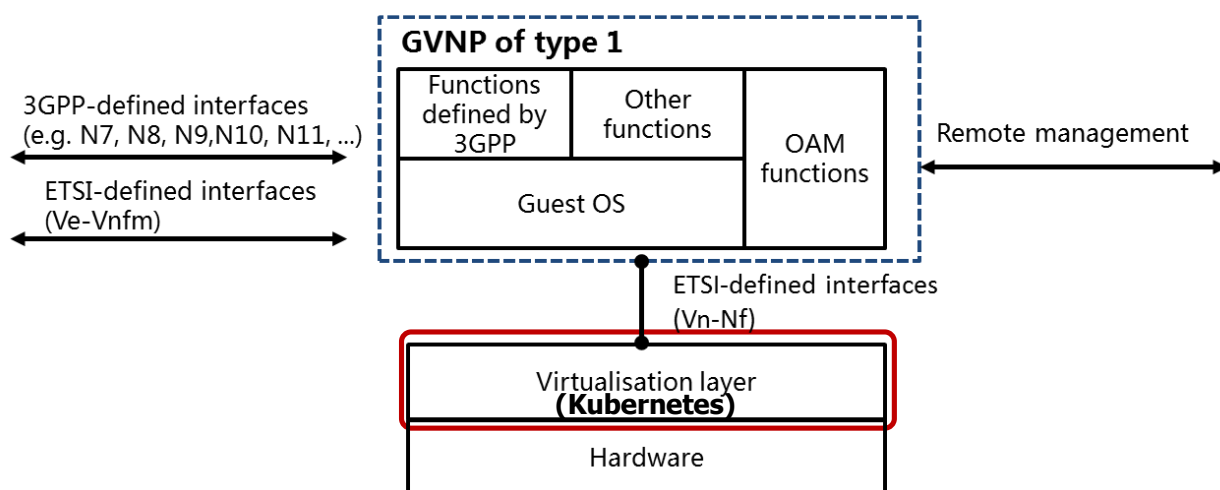 GVNP of type 1
3GPP-defined interfaces
(e.g. N7, N8, N9,N10, N11, ...)
ETSI-defined interfaces
(Ve-Vnfm)
Functions
defined by
3GPP
Other
functions
OAM
functions
Guest OS
Remote management
ETSI-defined interfaces
(Vn-Nf)
Virtualisation layer
(Kubernetes)
Hardware